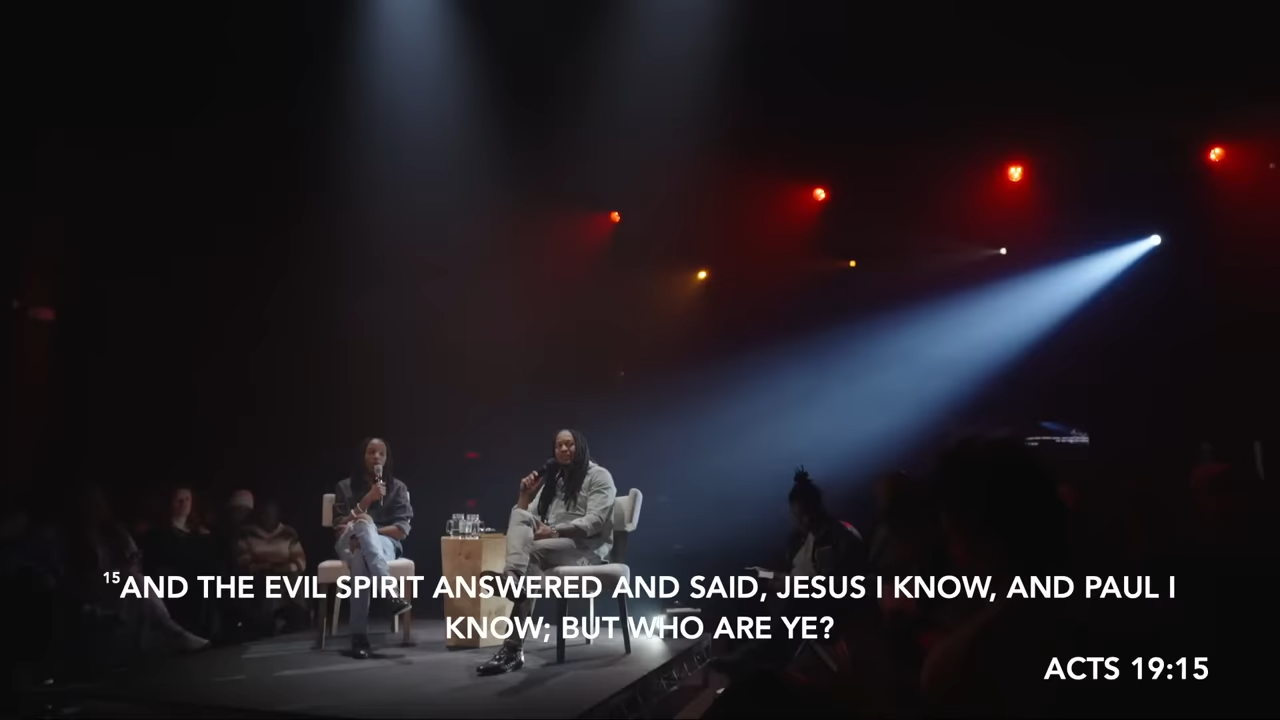 ¹⁵AND THE EVIL SPIRIT ANSWERED AND SAID, JESUS I KNOW, AND PAUL I
KNOW; BUT WHO ARE YE?
ACTS 19:15